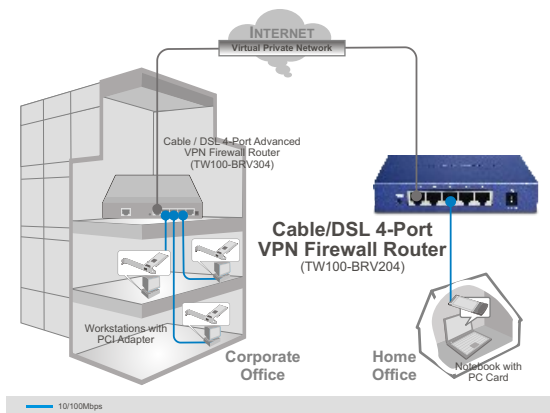 INTERNET
Virtual Private Network
Cable / DSL 4-Port Advanced
VPN Firewall Router
(TW100-BRV304)
Cable/DSL 4-Port
VPN Firewall Router
(TW100-BRV204)
Workstations with
PCI Adapter
Corporate
Office
Home
Office
Notebook with
PC Card
10/100Mbps